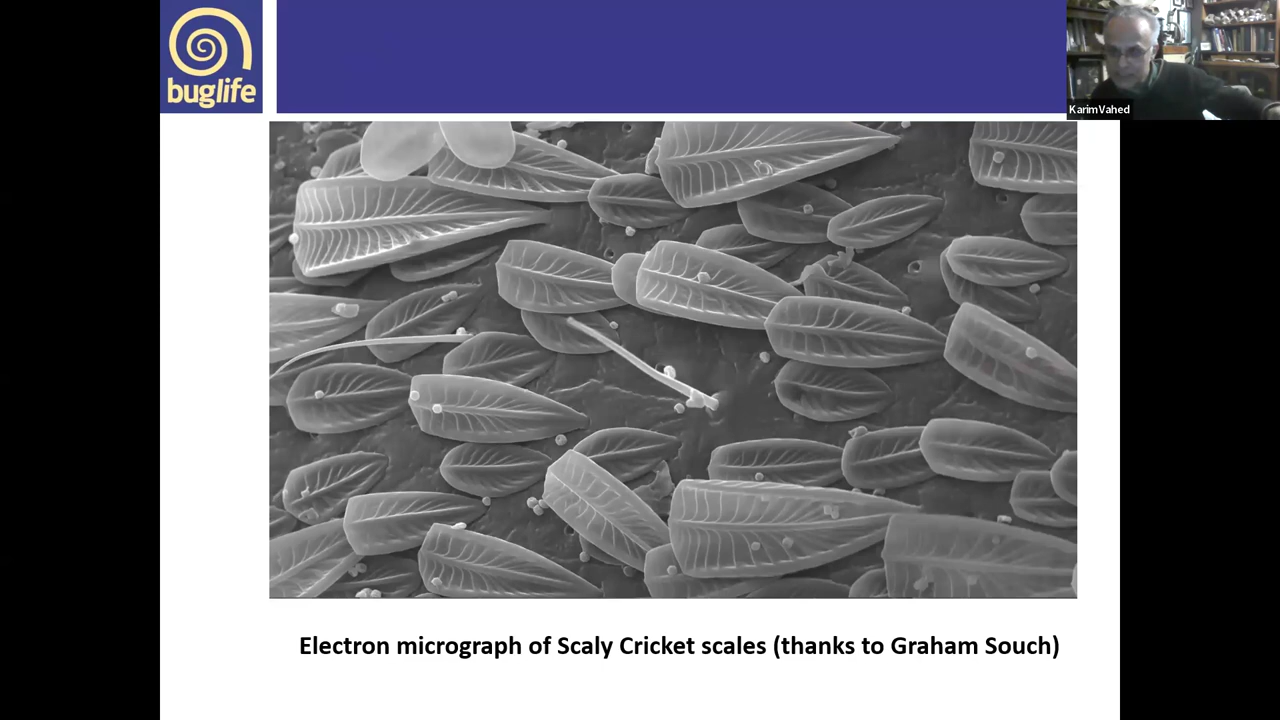 buglife
KarimVahed
Electron micrograph of Scaly Cricket scales (thanks to Graham Souch)